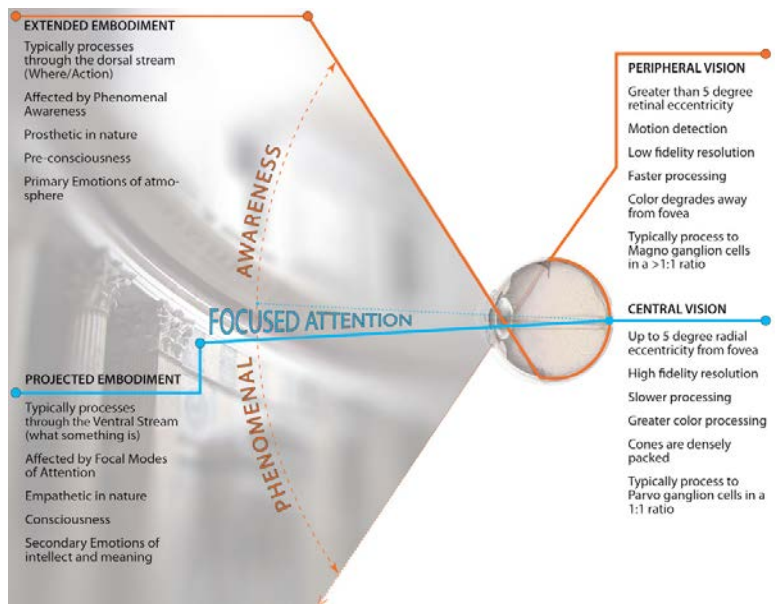 EXTENDED EMBODIMENT
Typically processes
through the dorsal stream
(Where/Action)
Affected by Phenomenal
Awareness
Prosthetic in nature
Pre-consciousness
Primary Emotions of atmo-
sphere
PHENOMENAL AWARENESS
FOCUSED ATTENTION
PROJECTED EMBODIMENT
Typically processes
through the Ventral Stream
(what something is)
Affected by Focal Modes
of Attention
Empathetic in nature
Consciousness
Secondary Emotions of
intellect and meaning
PERIPHERAL VISION
Greater than 5 degree
retinal eccentricity
Motion detection
Low fidelity resolution
Faster processing
Color degrades away
from fovea
Typically process to
Magno ganglion cells
in a >1:1 ratio
CENTRAL VISION
Up to 5 degree radial
eccentricity from fovea
High fidelity resolution
Slower processing
Greater color processing
Cones are densely
packed
Typically process to
Parvo ganglion cells in a
1:1 ratio